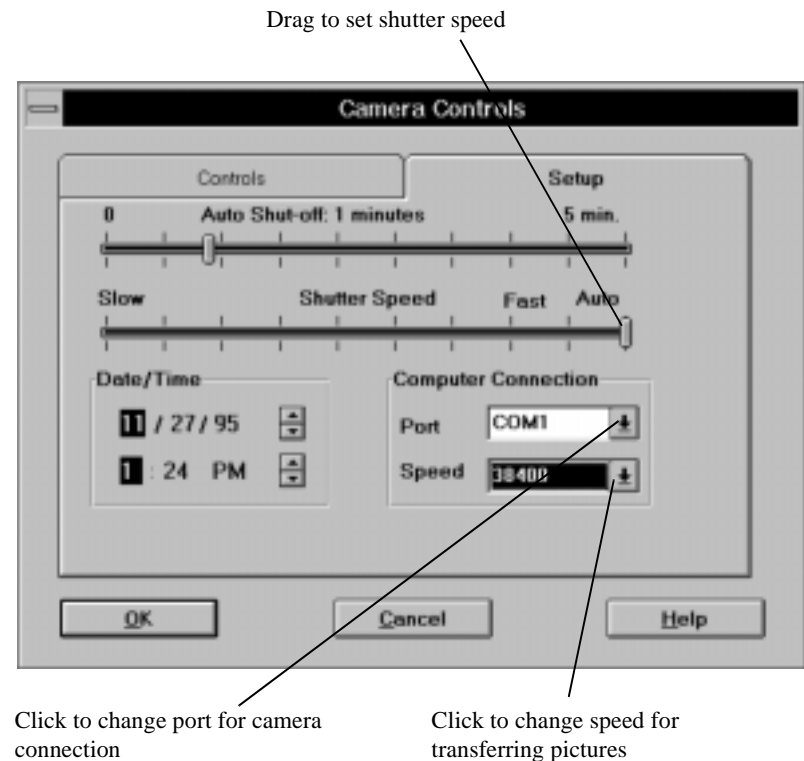 Drag to set shutter speed
Camera Controls
Controls
Setup
0 Auto Shut-off: 1 minutes 5 min.
Slow Shutter Speed Fast Auto
Date/Time
11 / 27 / 95
1 : 24 PM
Computer Connection
Port COM1
Speed 38400
OK
Cancel
Help
Click to change port for camera
connection
Click to change speed for
transferring pictures